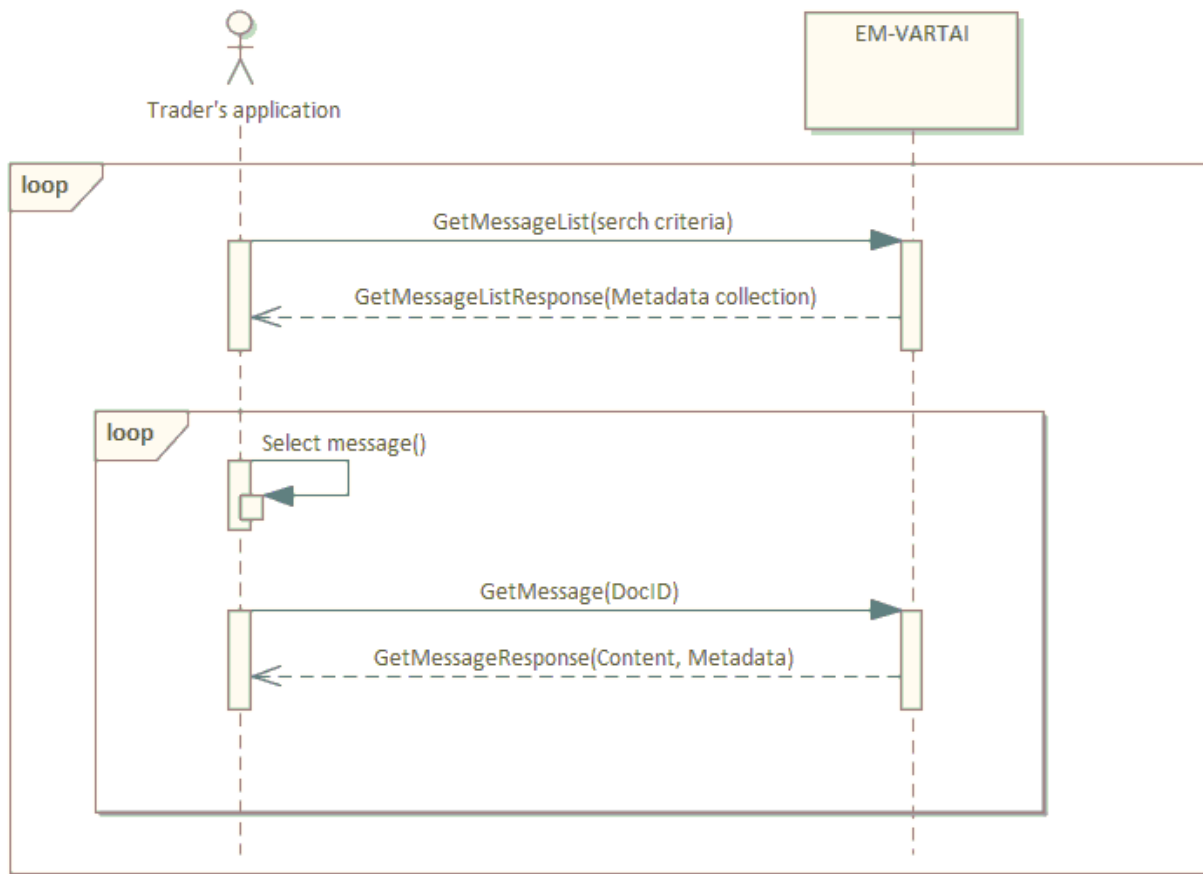 EM-VARTAI
Trader's application
loop
GetMessageList(serch criteria)
GetMessageListResponse(Metadata collection)
loop
Select message()
GetMessage(DocID)
GetMessageResponse(Content, Metadata)